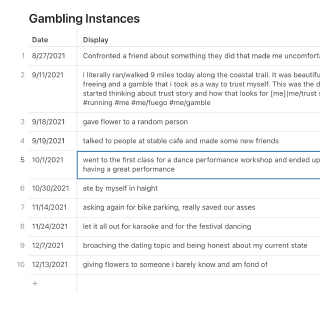 Gambling Instances
Date Display
1 8/27/2021 Confronted a friend about something they did that made me uncomforta
2 9/11/2021 i literally ran/walked 9 miles today along the coastal trail. It was beautifu
freeing and a gamble that i took as a way to trust myself. This was the d
started thinking about trust story and how that looks for [me](me/trust s
#running #me #me/fuego #me/gamble
3 9/18/2021 gave flower to a random person
4 9/19/2021 talked to people at stable cafe and made some new friends
5 10/1/2021 went to the first class for a dance performance workshop and ended up
having a great performance
6 10/30/2021 ate by myself in haight
7 11/14/2021 asking again for bike parking, really saved our asses
8 11/24/2021 let it all out for karaoke and for the festival dancing
9 12/7/2021 broaching the dating topic and being honest about my current state
10 12/13/2021 giving flowers to someone i barely know and am fond of
+